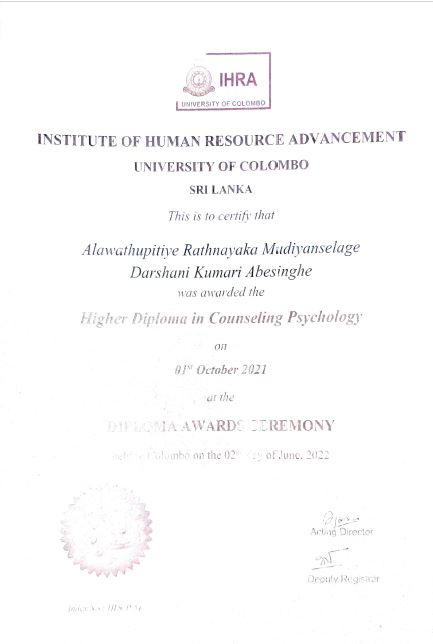 IHRA
UNIVERSITY OF COLOMBO
INSTITUTE OF HUMAN RESOURCE ADVANCEMENT
UNIVERSITY OF COLOMBO
SRI LANKA
This is to certify that
Alawathupitiye Rathnayaka Mudiyanselage
Darshani Kumari Abesinghe
was awarded the
Higher Diploma in Counseling Psychology
on
01st October 2021
at the
DIPLOMA AWARDS CEREMONY
held in Colombo on the 02nd day of June, 2022
Acting Director
Deputy Registrar
Index No :